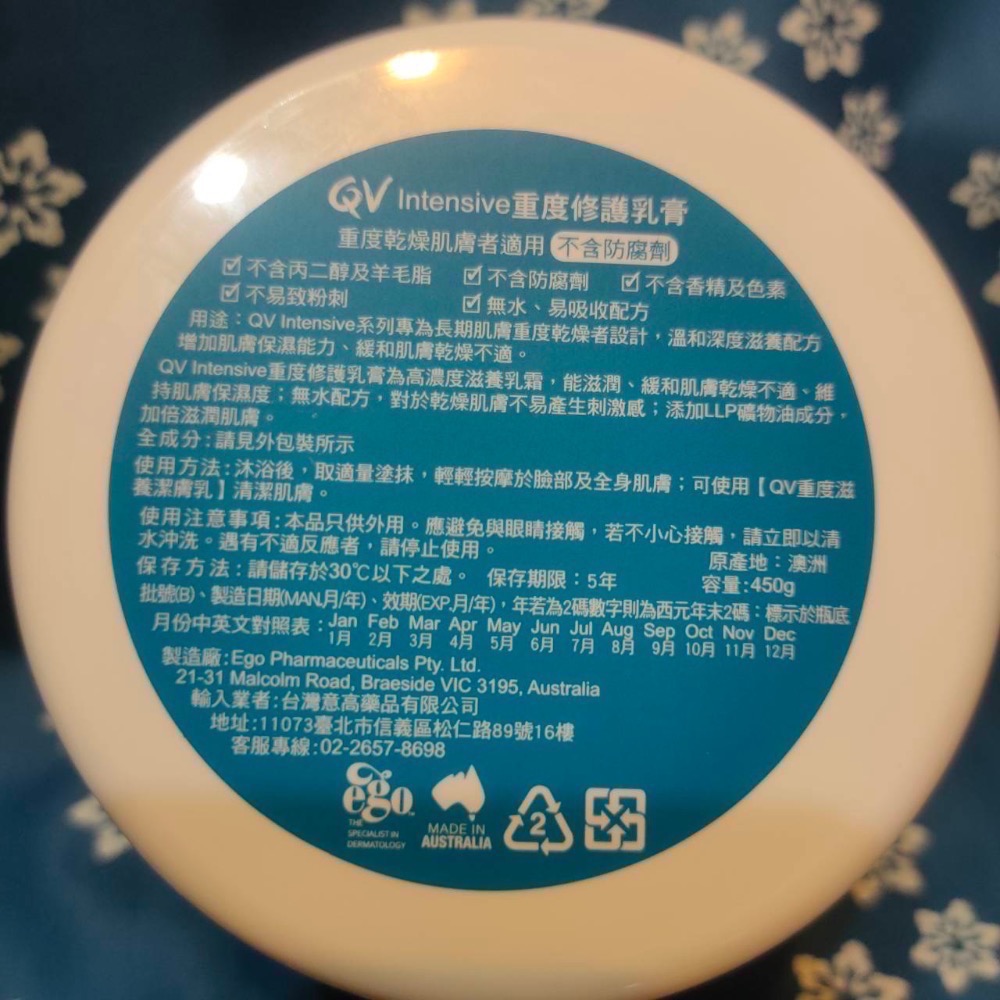 QV Intensive重度修護乳膏
重度乾燥肌膚者適用 不含防腐劑
☑ 不含丙二醇及羊毛脂 ☑ 不含防腐劑 ☑ 不含香精及色素
☑ 不易致粉刺 ☑ 無水、易吸收配方
用途：QV Intensive系列專為長期肌膚重度乾燥者設計，溫和深度滋養配方
增加肌膚保濕能力、緩和肌膚乾燥不適。
QV Intensive重度修護乳膏為高濃度滋養乳霜，能滋潤、緩和肌膚乾燥不適、維
持肌膚保濕度；無水配方，對於乾燥肌膚不易產生刺激感；添加LLP礦物油成分，
加倍滋潤肌膚。
全成分：請見外包裝所示
使用方法：沐浴後，取適量塗抹，輕輕按摩於臉部及全身肌膚；可使用【QV重度滋
養潔膚乳】清潔肌膚。
使用注意事項：本品只供外用。應避免與眼睛接觸，若不小心接觸，請立即以清
水沖洗。遇有不適反應者，請停止使用。 原產地：澳洲
保存方法：請儲存於30℃以下之處。 保存期限：5年 容量：450g
批號(B)、製造日期(MAN,月/年)、效期(EXP,月/年)，年若為2碼數字則為西元年末2碼：標示於瓶底
月份中英文對照表：Jan Feb Mar Apr May Jun Jul Aug Sep Oct Nov Dec
1月 2月 3月 4月 5月 6月 7月 8月 9月 10月 11月 12月
製造廠：Ego Pharmaceuticals Pty. Ltd.
21-31 Malcolm Road, Braeside VIC 3195, Australia
輸入業者：台灣意高藥品有限公司
地址：11073臺北市信義區松仁路89號16樓
客服專線：02-2657-8698
ego
THE
SPECIALIST IN
DERMATOLOGY
MADE IN
AUSTRALIA
2